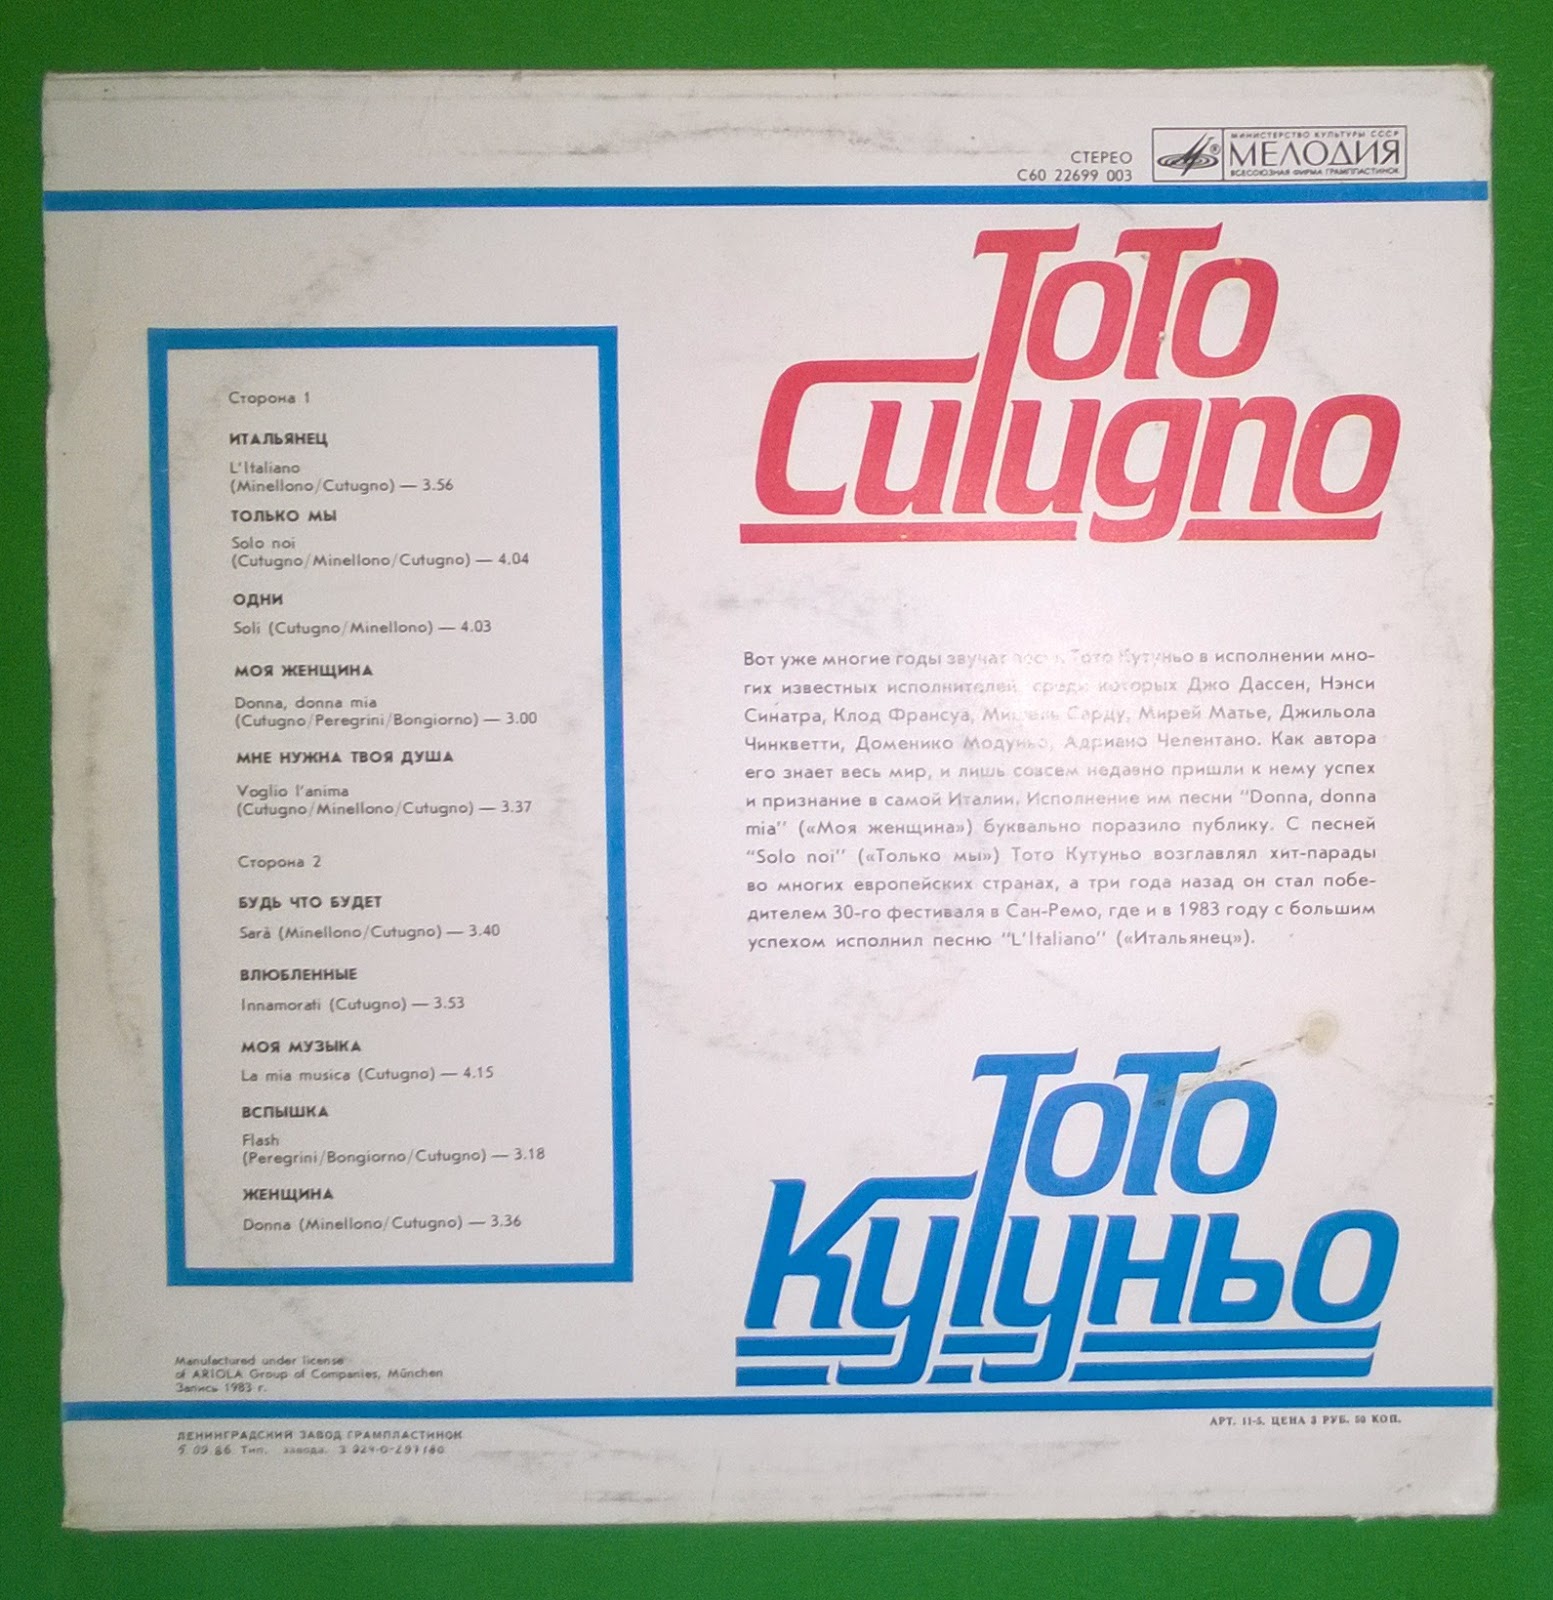 СТЕРЕО
С60 22699 003
МИНИСТЕРСТВО КУЛЬТУРЫ СССР
МЕЛОДИЯ
ВСЕСОЮЗНАЯ ФИРМА ГРАМПЛАСТИНОК
ToTo
Cutugno
Сторона 1
ИТАЛЬЯНЕЦ
L'Italiano
(Minellono/Cutugno) — 3.56
ТОЛЬКО МЫ
Solo noi
(Cutugno/Minellono/Cutugno) — 4.04
ОДНИ
Soli (Cutugno/Minellono) — 4.03
МОЯ ЖЕНЩИНА
Donna, donna mia
(Cutugno/Peregrini/Bongiorno) — 3.00
МНЕ НУЖНА ТВОЯ ДУША
Voglio l'anima
(Cutugno/Minellono/Cutugno) — 3.37
Сторона 2
БУДЬ ЧТО БУДЕТ
Sarà (Minellono/Cutugno) — 3.40
ВЛЮБЛЕННЫЕ
Innamorati (Cutugno) — 3.53
МОЯ МУЗЫКА
La mia musica (Cutugno) — 4.15
ВСПЫШКА
Flash
(Peregrini/Bongiorno/Cutugno) — 3.18
ЖЕНЩИНА
Donna (Minellono/Cutugno) — 3.36
Вот уже многие годы звучат песни Тото Кутуньо в исполнении мно-
гих известных исполнителей, среди которых Джо Дассен, Нэнси
Синатра, Клод Франсуа, Мишель Сарду, Мирей Матье, Джильола
Чинкветти, Доменико Модуньо, Адриано Челентано. Как автора
его знает весь мир, и лишь совсем недавно пришли к нему успех
и признание в самой Италии. Исполнение им песни "Donna, donna
mia" («Моя женщина») буквально поразило публику. С песней
"Solo noi" («Только мы») Тото Кутуньо возглавлял хит-парады
во многих европейских странах, а три года назад он стал побе-
дителем 30-го фестиваля в Сан-Ремо, где и в 1983 году с большим
успехом исполнил песню "L'Italiano" («Итальянец»).
ToTo
Кутуньо
Manufactured under license
of ARIOLA Group of Companies, München
Запись 1983 г.
АРТ. 11-5. ЦЕНА 3 РУБ. 50 КОП.
ЛЕНИНГРАДСКИЙ ЗАВОД ГРАМПЛАСТИНОК
5.09.86 Тип. завода.